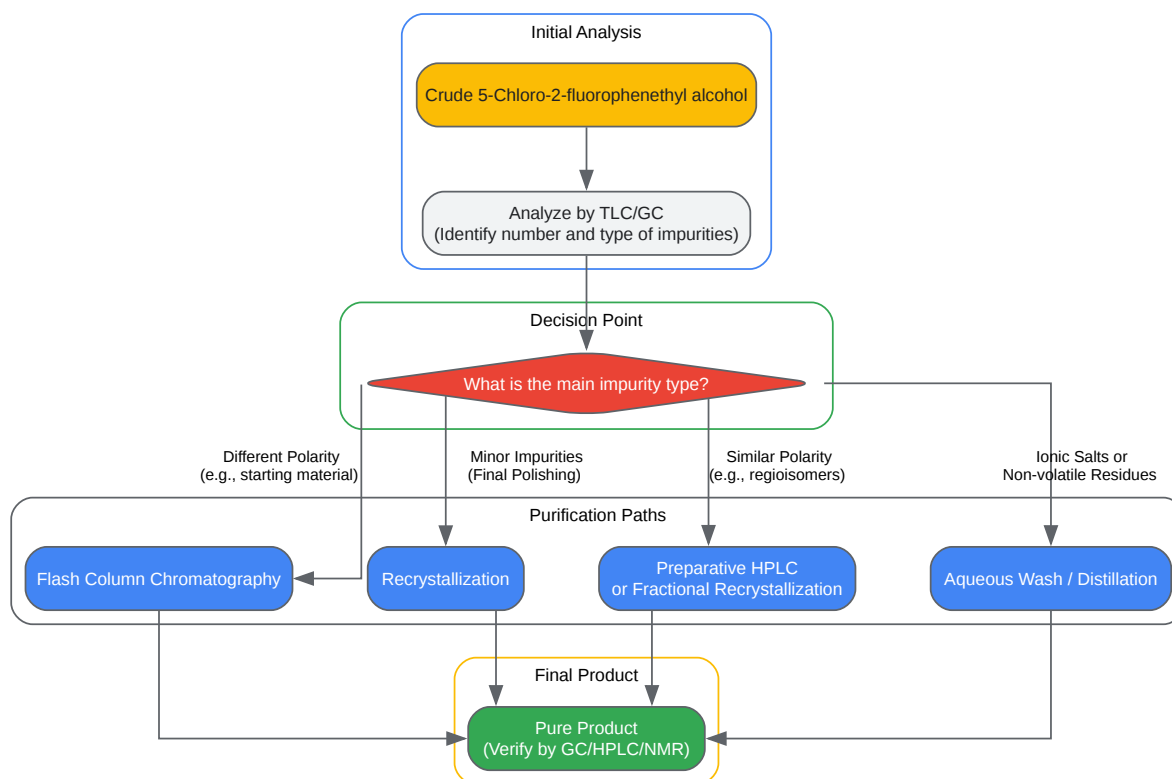 Initial Analysis
Crude 5-Chloro-2-fluorophenethyl alcohol
Analyze by TLC/GC
(Identify number and type of impurities)
Decision Point
What is the main impurity type?
Different Polarity
(e.g., starting material)
Minor Impurities
(Final Polishing)
Similar Polarity
(e.g., regioisomers)
Ionic Salts or
Non-volatile Residues
Purification Paths
Flash Column Chromatography
Recrystallization
Preparative HPLC
or Fractional Recrystallization
Aqueous Wash / Distillation
Final Product
Pure Product
(Verify by GC/HPLC/NMR)